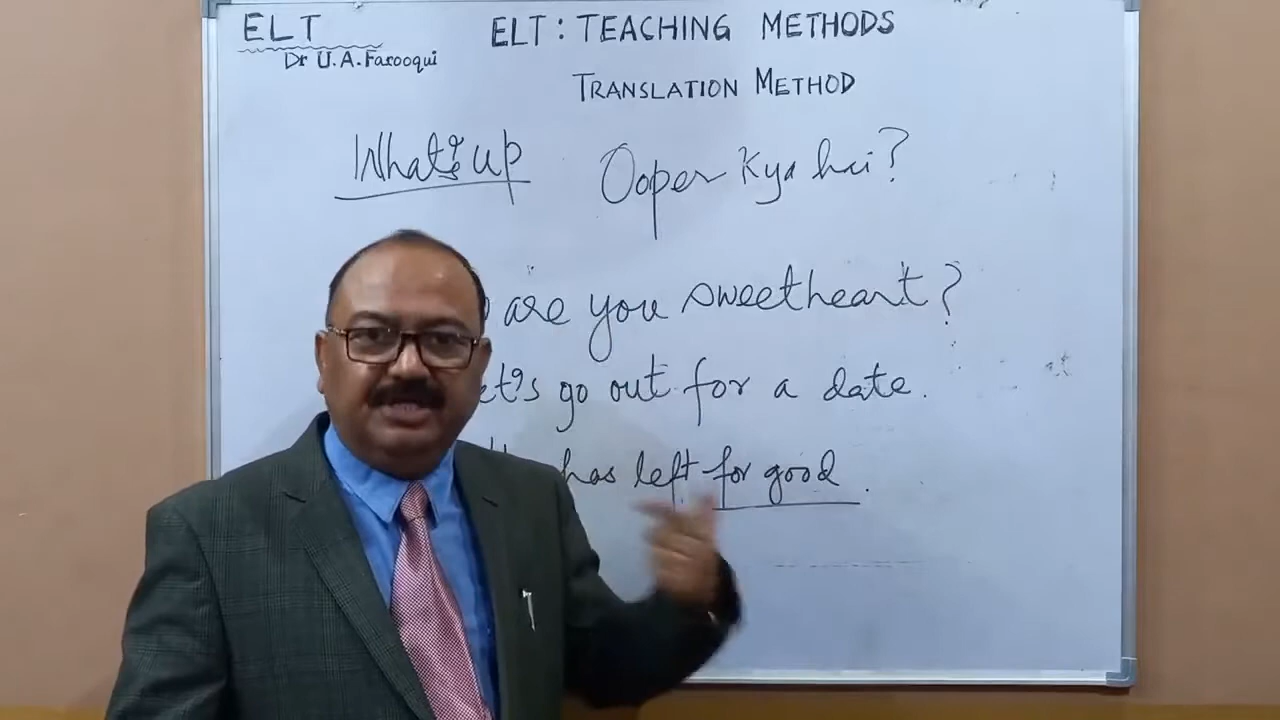 ELT
Dr U.A. Farooqui
ELT: TEACHING METHODS
TRANSLATION METHOD
What's up Ooper Kya hai?
are you sweetheart?
go out for a date.
has left for good.